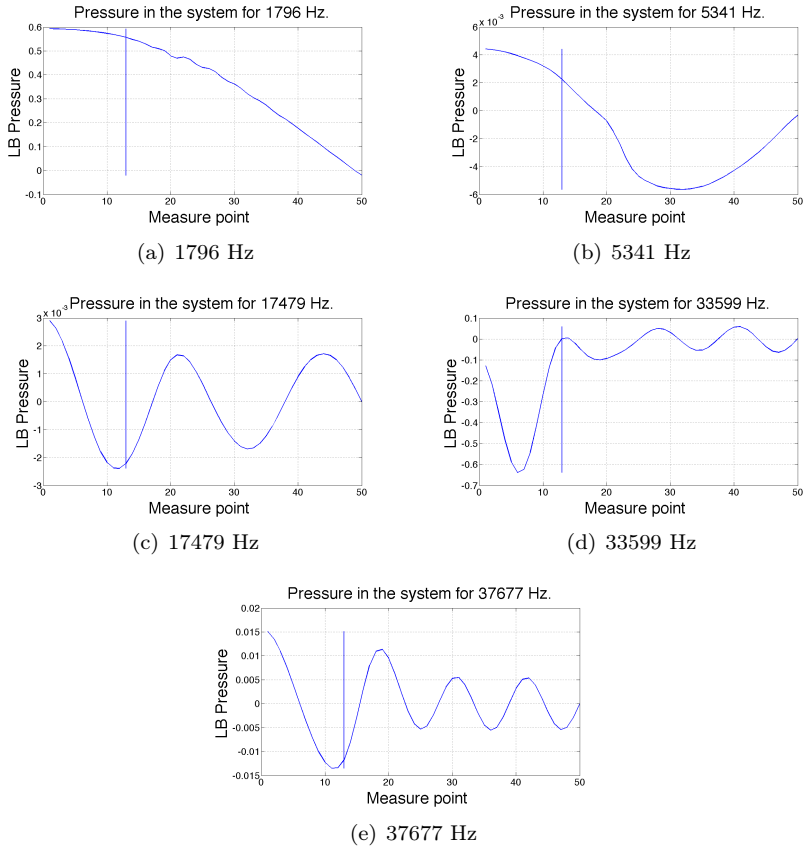 Pressure in the system for 1796 Hz.
LB Pressure
0.6
0.5
0.4
0.3
0.2
0.1
0
-0.1
0 10 20 30 40 50
Measure point
(a) 1796 Hz
Pressure in the system for 5341 Hz.
x 10⁻³
LB Pressure
6
4
2
0
-2
-4
-6
0 10 20 30 40 50
Measure point
(b) 5341 Hz
Pressure in the system for 17479 Hz.
x 10⁻³
LB Pressure
3
2
1
0
-1
-2
-3
0 10 20 30 40 50
Measure point
(c) 17479 Hz
Pressure in the system for 33599 Hz.
LB Pressure
0.1
0
-0.1
-0.2
-0.3
-0.4
-0.5
-0.6
-0.7
0 10 20 30 40 50
Measure point
(d) 33599 Hz
Pressure in the system for 37677 Hz.
LB Pressure
0.02
0.015
0.01
0.005
0
-0.005
-0.01
-0.015
0 10 20 30 40 50
Measure point
(e) 37677 Hz